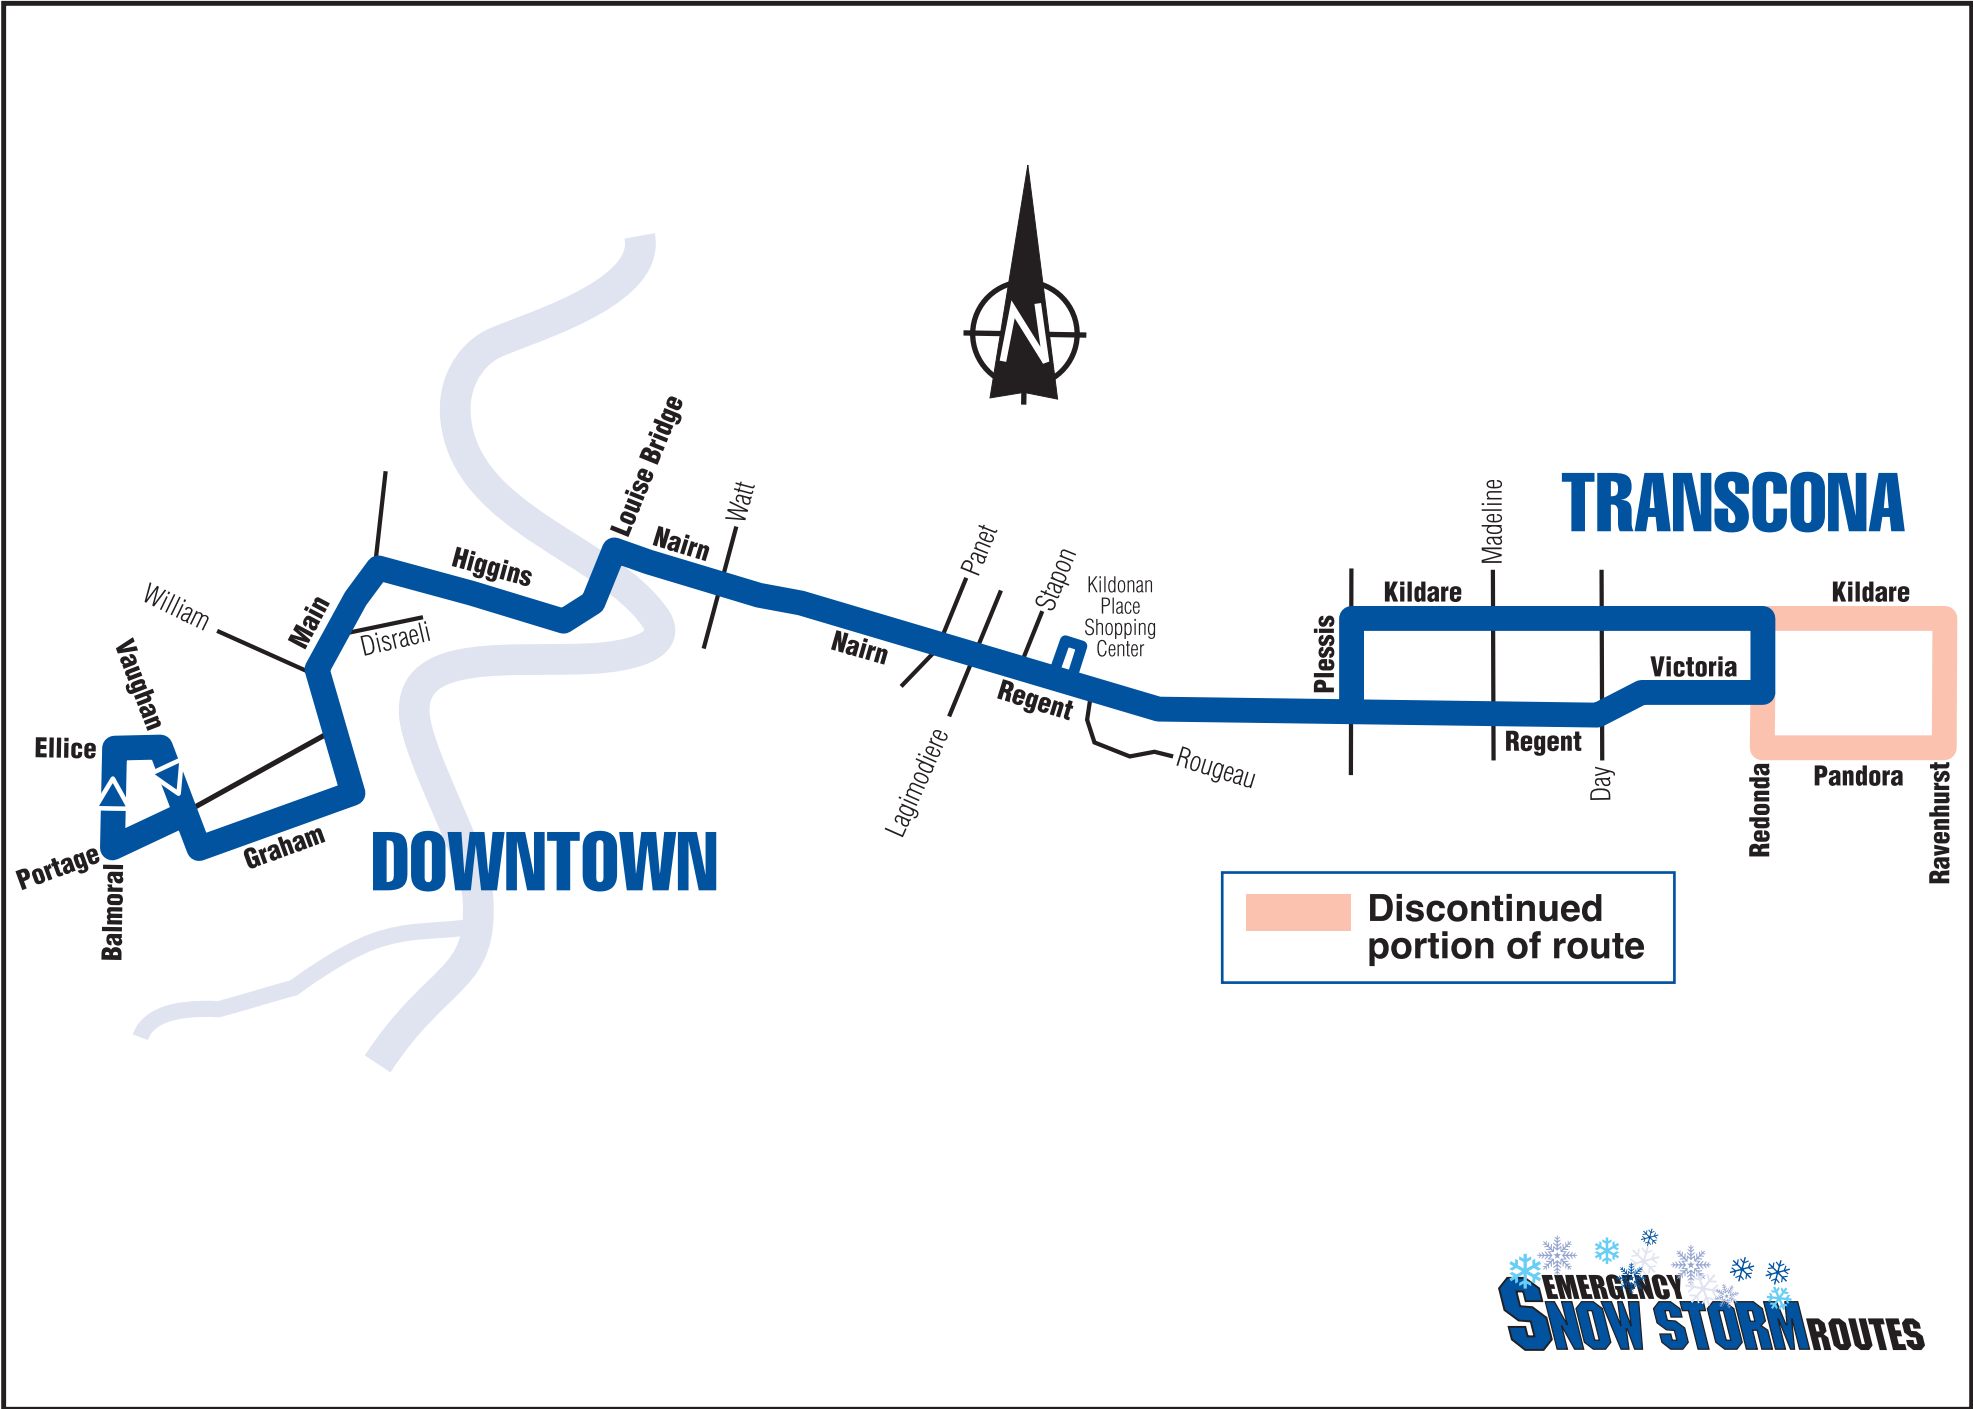 N
Louise Bridge
Watt
Nairn
Higgins
William
Main
Disraeli
Vaughan
Ellice
Portage
Balmoral
Graham
DOWNTOWN
Nairn
Panet
Stapon
Kildonan
Place
Shopping
Center
Regent
Lagimodiere
Rougeau
TRANSCONA
Madeline
Kildare
Kildare
Plessis
Victoria
Regent
Day
Redonda
Pandora
Ravenhurst
Discontinued
portion of route
EMERGENCY
SNOW STORM ROUTES